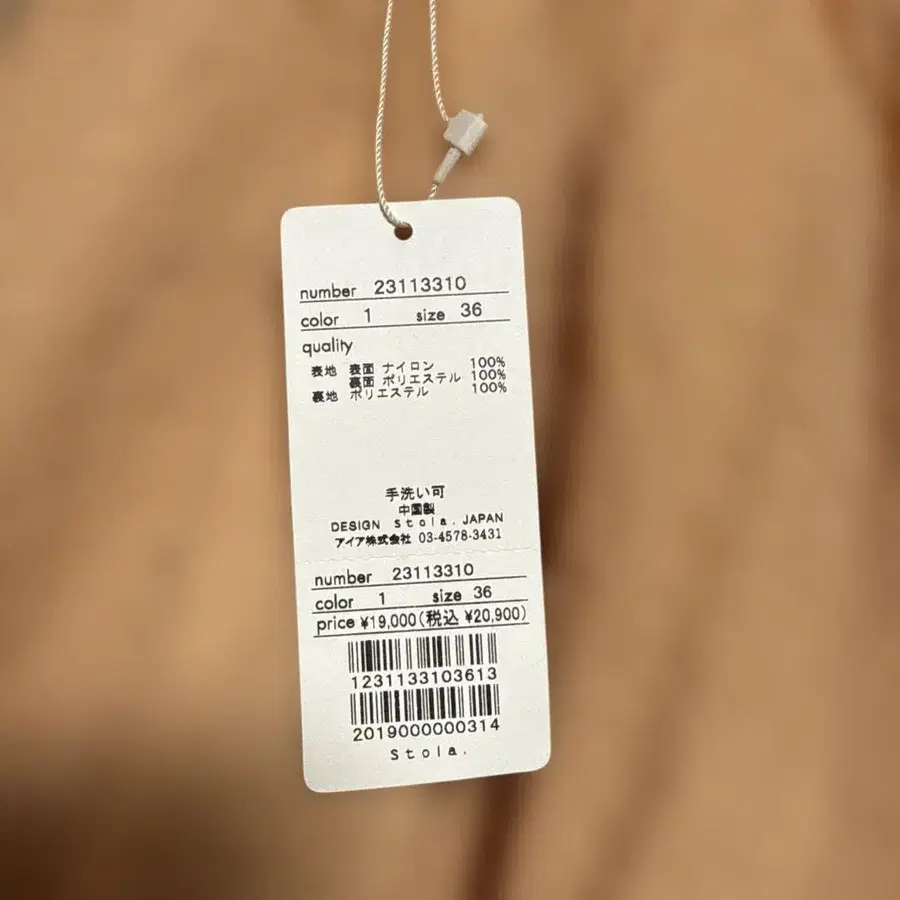 number 23113310
color 1 size 36
quality
表地 表面 ナイロン 100%
裏面 ポリエステル 100%
裏地 ポリエステル 100%
手洗い可
中国製
DESIGN Stola. JAPAN
アイア株式会社 03-4578-3431
number 23113310
color 1 size 36
price ¥19,000(税込 ¥20,900)
1231133103613
2019000000314
Stola.